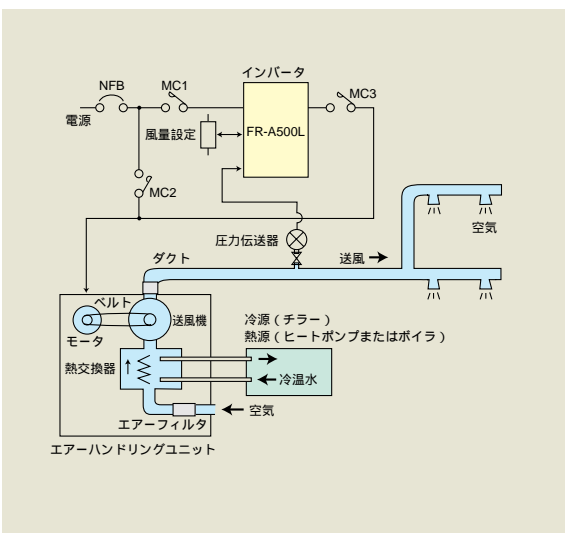 インバータ
NFB
MC1
MC3
電源
風量設定
FR-A500L
MC2
空気
圧力伝送器
ダクト
送風
ベルト
送風機
モータ
冷源(チラー)
熱源(ヒートポンプまたはボイラ)
熱交換器
冷温水
空気
エアーフィルタ
エアーハンドリングユニット